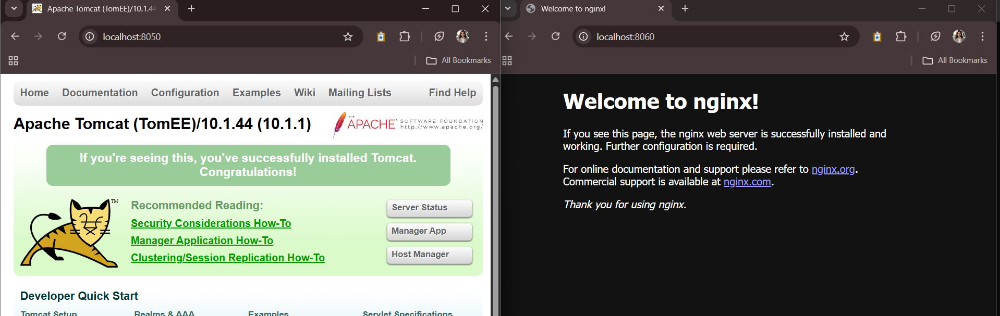 Apache Tomcat (TomEE)/10.1.44
localhost:8050
All Bookmarks
Home Documentation Configuration Examples Wiki Mailing Lists Find Help
Apache Tomcat (TomEE)/10.1.44 (10.1.1)
THE APACHE SOFTWARE FOUNDATION
http://www.apache.org/
If you're seeing this, you've successfully installed Tomcat.
Congratulations!
TM
Recommended Reading:
Security Considerations How-To
Manager Application How-To
Clustering/Session Replication How-To
Server Status
Manager App
Host Manager
Developer Quick Start
Tomcat Setup Realms & AAA Examples Servlet Specifications
Welcome to nginx!
localhost:8060
All Bookmarks
Welcome to nginx!
If you see this page, the nginx web server is successfully installed and
working. Further configuration is required.
For online documentation and support please refer to nginx.org.
Commercial support is available at nginx.com.
Thank you for using nginx.